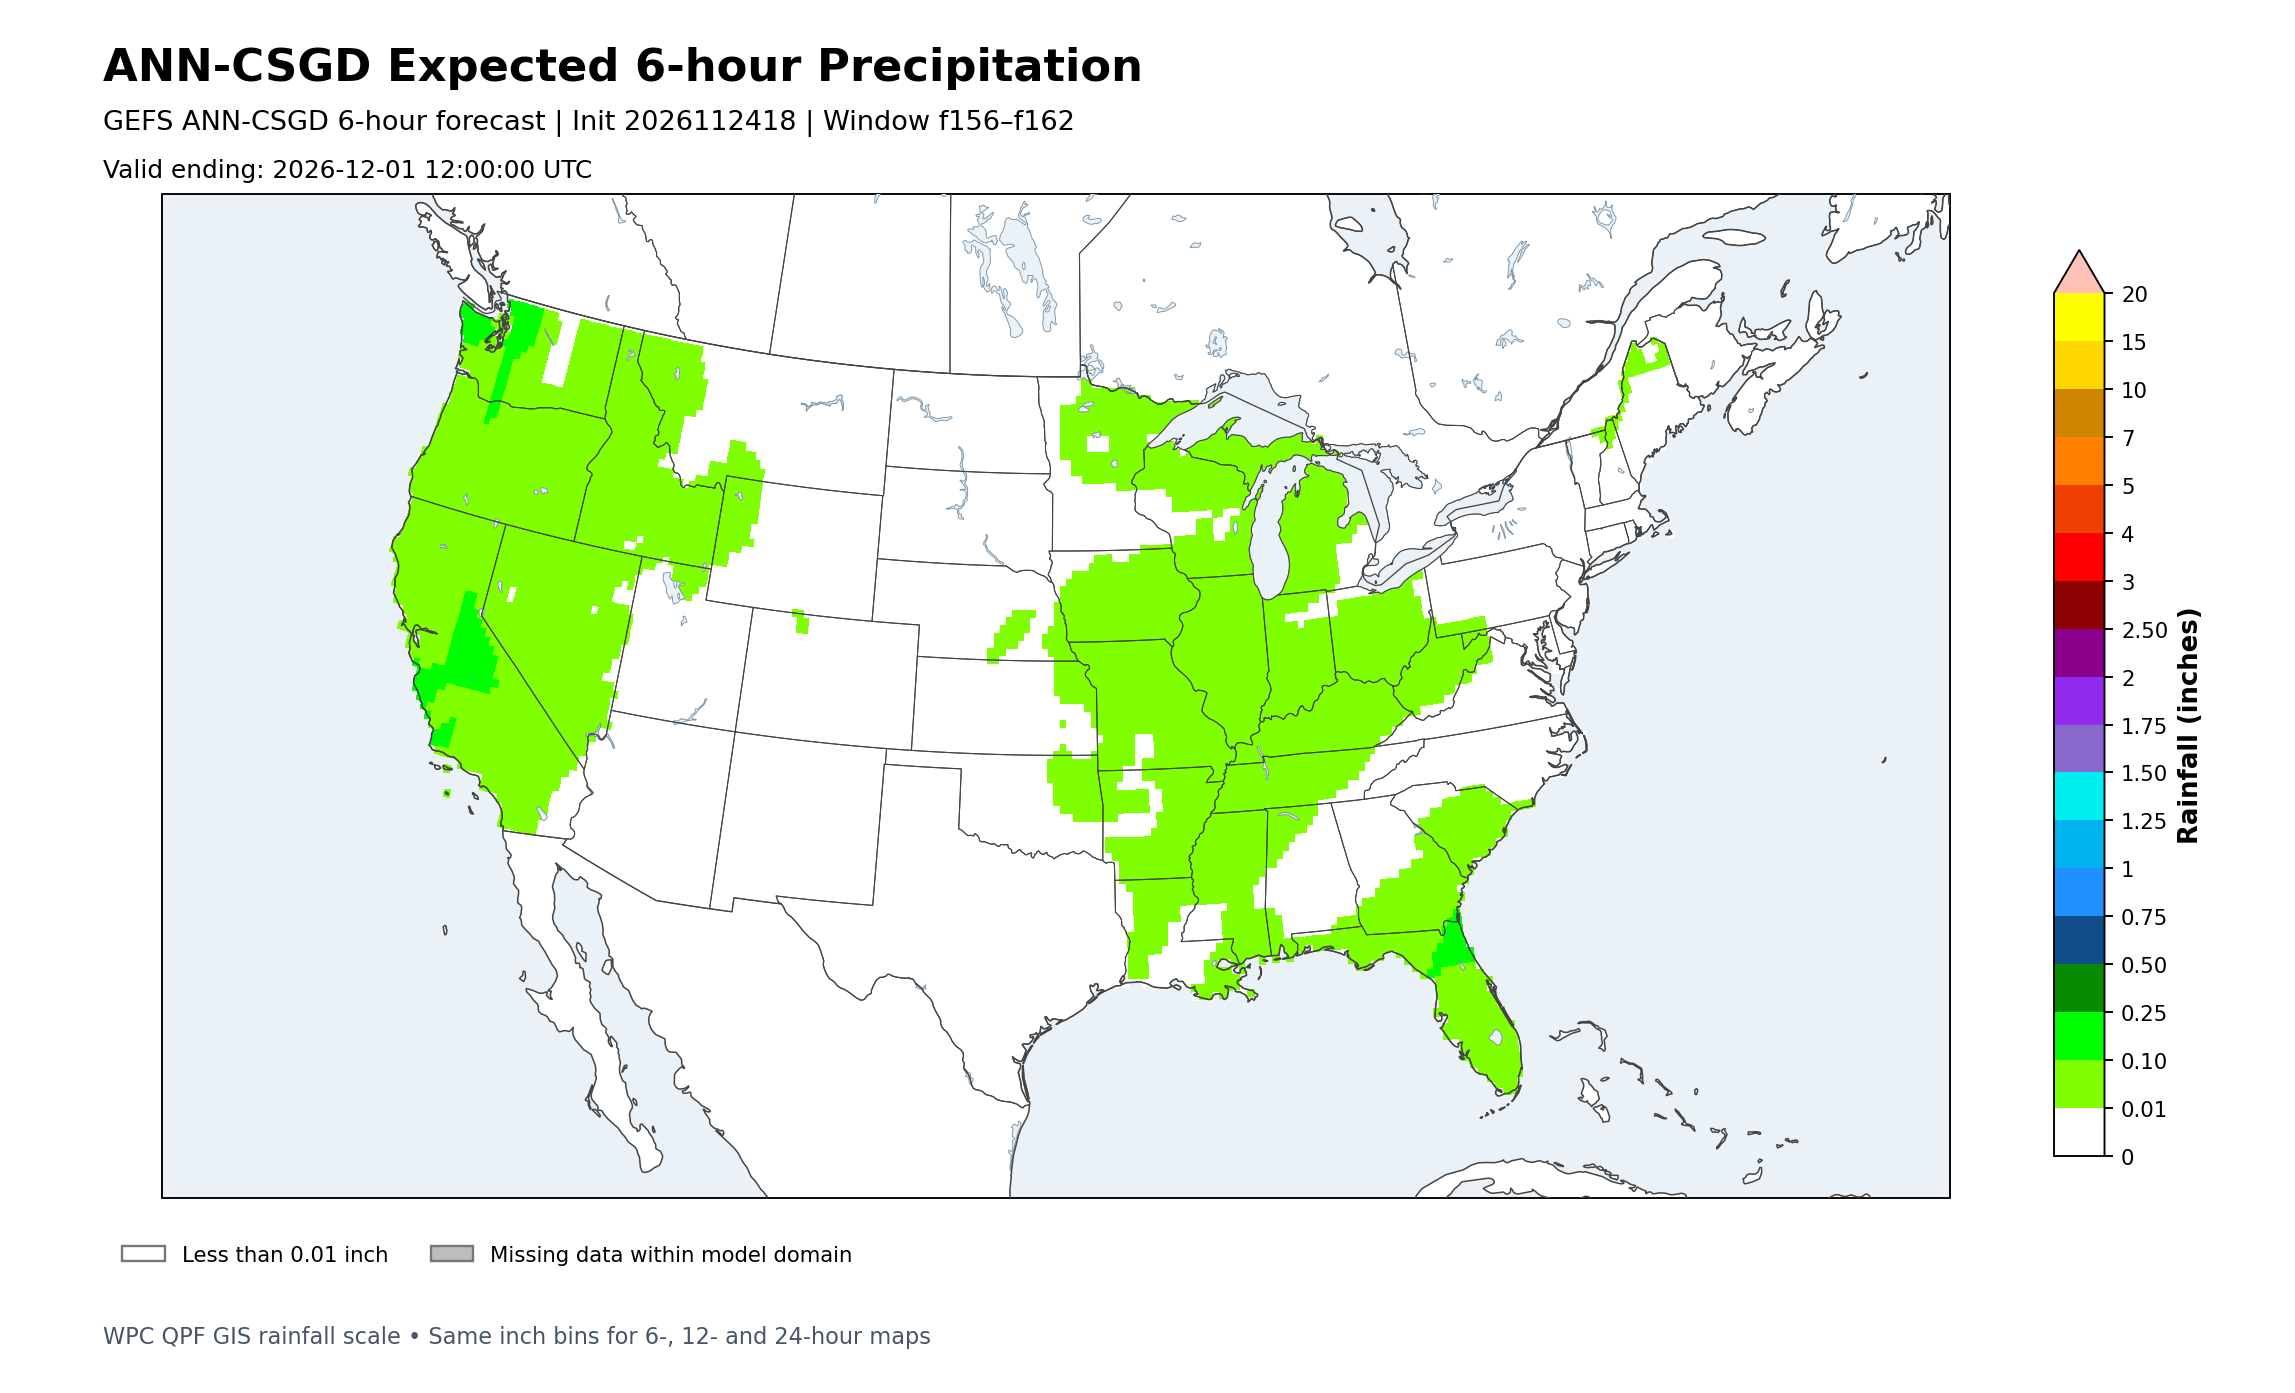 ANN-CSGD Expected 6-hour Precipitation
GEFS ANN-CSGD 6-hour forecast | Init 2026112418 | Window f156–f162
Valid ending: 2026-12-01 12:00:00 UTC
20
15
10
7
5
4
3
2.50
2
1.75
1.50
1.25
1
0.75
0.50
0.25
0.10
0.01
0
Rainfall (inches)
Less than 0.01 inch
Missing data within model domain
WPC QPF GIS rainfall scale • Same inch bins for 6-, 12- and 24-hour maps